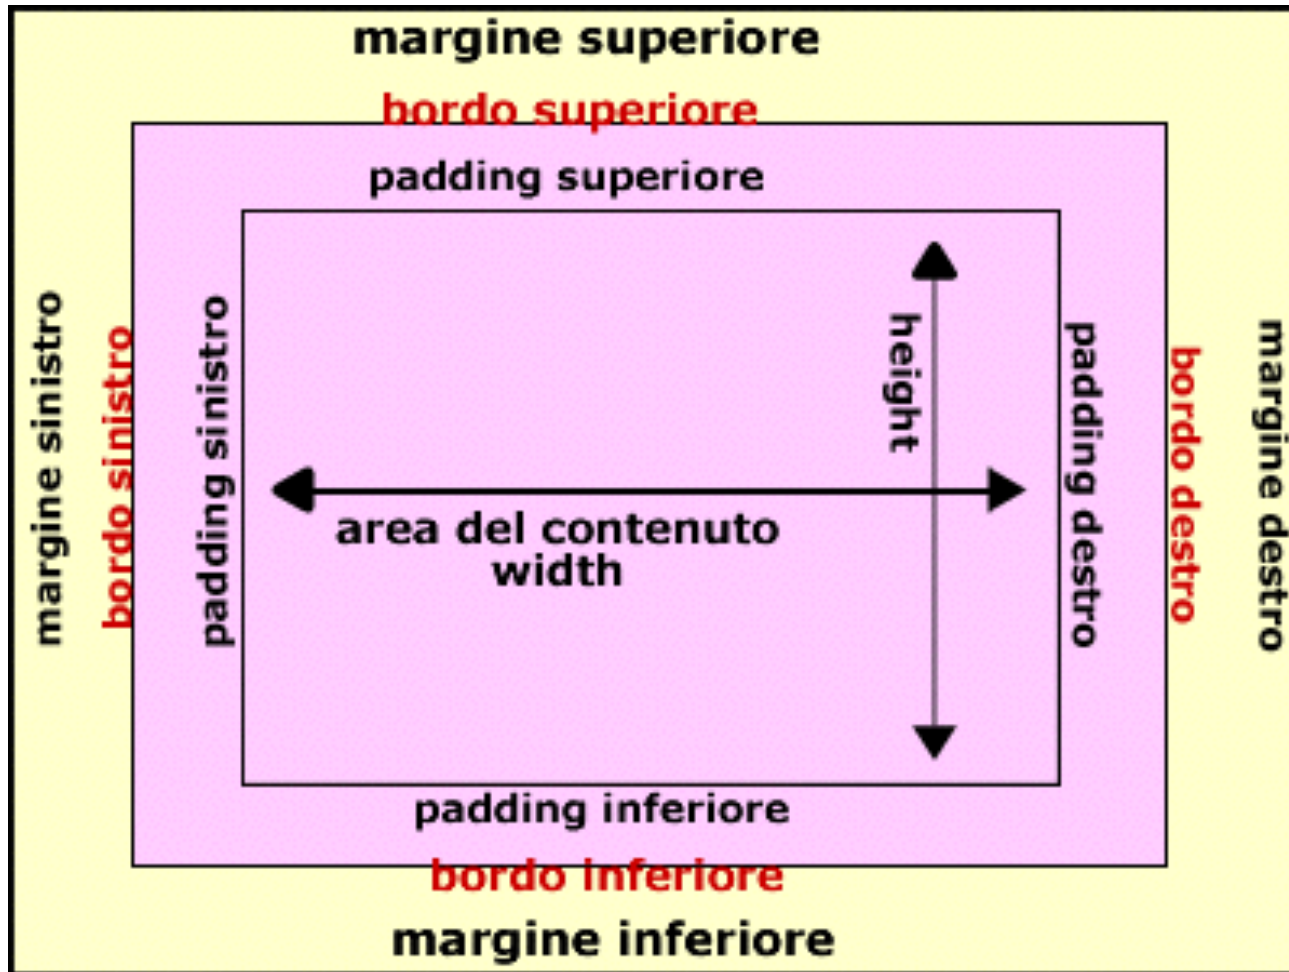 margine superiore
bordo superiore
padding superiore
margine sinistro
bordo sinistro
padding sinistro
height
area del contenuto
width
padding destro
bordo destro
margine destro
padding inferiore
bordo inferiore
margine inferiore